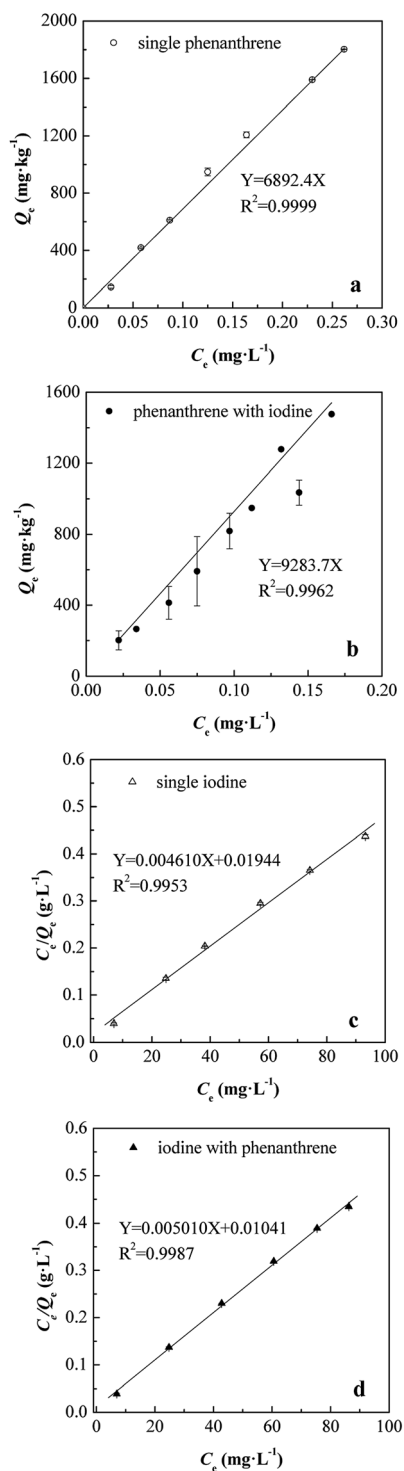 1800
1500
1200
800
400
0
○ single phenanthrene
Y=6892.4X
R²=0.9999
a
Qe (mg·kg⁻¹)
0.00 0.05 0.10 0.15 0.20 0.25 0.30
Ce (mg·L⁻¹)
1600
1200
800
400
0
● phenanthrene with iodine
Y=9283.7X
R²=0.9962
b
Qe (mg·kg⁻¹)
0.00 0.05 0.10 0.15 0.20
Ce (mg·L⁻¹)
0.6
0.5
0.4
0.3
0.2
0.1
0.0
△ single iodine
Y=0.004610X+0.01944
R²=0.9953
c
Ce/Qe (g·L⁻¹)
0 20 40 60 80 100
Ce (mg·L⁻¹)
0.6
0.5
0.4
0.3
0.2
0.1
0.0
▲ iodine with phenanthrene
Y=0.005010X+0.01041
R²=0.9987
d
Ce/Qe (g·L⁻¹)
0 20 40 60 80 100
Ce (mg·L⁻¹)